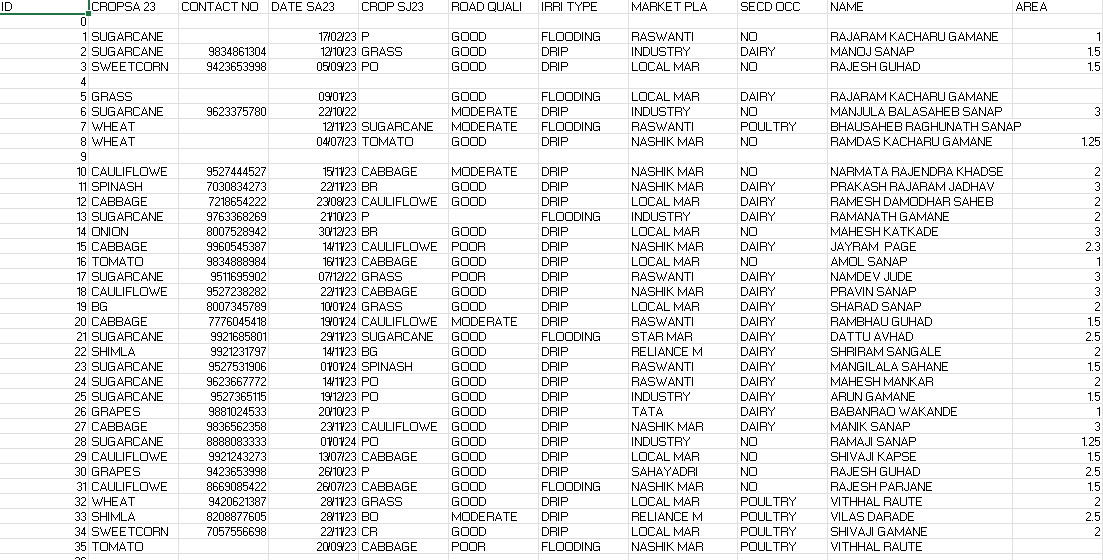 ID CROPSA 23 CONTACT NO DATE SA23 CROP SJ23 ROAD QUALI IRRI TYPE MARKET PLA SECD OCC NAME AREA
0
1 SUGARCANE 17/02/23 P GOOD FLOODING RASWANTI NO RAJARAM KACHARU GAMANE 1
2 SUGARCANE 9834861304 12/10/23 GRASS GOOD DRIP INDUSTRY DAIRY MANOJ SANAP 1.5
3 SWEETCORN 9423653998 05/09/23 PO GOOD DRIP LOCAL MAR NO RAJESH GUHAD 1.5
4
5 GRASS 09/01/23 GOOD FLOODING LOCAL MAR DAIRY RAJARAM KACHARU GAMANE
6 SUGARCANE 9623375780 22/10/22 MODERATE DRIP INDUSTRY NO MANJULA BALASAHEB SANAP 3
7 WHEAT 12/11/23 SUGARCANE MODERATE FLOODING RASWANTI POULTRY BHAUSAHEB RAGHUNATH SANAP
8 WHEAT 04/07/23 TOMATO GOOD DRIP NASHIK MAR NO RAMDAS KACHARU GAMANE 1.25
9
10 CAULIFLOWE 9527444527 15/11/23 CABBAGE MODERATE DRIP NASHIK MAR NO NARMATA RAJENDRA KHADSE 2
11 SPINASH 7030834273 22/11/23 BR GOOD DRIP NASHIK MAR DAIRY PRAKASH RAJARAM JADHAV 3
12 CABBAGE 7218654222 23/08/23 CAULIFLOWE GOOD DRIP LOCAL MAR DAIRY RAMESH DAMODHAR SAHEB 2
13 SUGARCANE 9763368269 21/10/23 P FLOODING INDUSTRY DAIRY RAMANATH GAMANE 2
14 ONION 8007528942 30/12/23 BR GOOD DRIP LOCAL MAR NO MAHESH KATKADE 3
15 CABBAGE 9960545387 14/11/23 CAULIFLOWE POOR DRIP NASHIK MAR DAIRY JAYRAM PAGE 2.3
16 TOMATO 9834888984 16/11/23 CABBAGE GOOD DRIP LOCAL MAR NO AMOL SANAP 1
17 SUGARCANE 9511695902 07/12/22 GRASS POOR DRIP RASWANTI DAIRY NAMDEV JUDE 3
18 CAULIFLOWE 9527238282 22/11/23 CABBAGE GOOD DRIP NASHIK MAR DAIRY PRAVIN SANAP 3
19 BG 8007345789 10/01/24 GRASS GOOD DRIP LOCAL MAR DAIRY SHARAD SANAP 2
20 CABBAGE 7776045418 19/01/24 CAULIFLOWE MODERATE DRIP RASWANTI DAIRY RAMBHAU GUHAD 1.5
21 SUGARCANE 9921685801 29/11/23 SUGARCANE GOOD FLOODING STAR MAR DAIRY DATTU AVHAD 2.5
22 SHIMLA 9921231797 14/11/23 BG GOOD DRIP RELIANCE M DAIRY SHRIRAM SANGALE 2
23 SUGARCANE 9527531906 01/01/24 SPINASH GOOD DRIP RASWANTI DAIRY MANGILALA SAHANE 1.5
24 SUGARCANE 9623667772 14/11/23 PO GOOD DRIP RASWANTI DAIRY MAHESH MANKAR 2
25 SUGARCANE 9527365115 19/12/23 PO GOOD DRIP INDUSTRY DAIRY ARUN GAMANE 1.5
26 GRAPES 9881024533 20/10/23 P GOOD DRIP TATA DAIRY BABANRAO WAKANDE 1
27 CABBAGE 9836562358 23/11/23 CAULIFLOWE GOOD DRIP NASHIK MAR DAIRY MANIK SANAP 3
28 SUGARCANE 8888083333 01/01/24 PO GOOD DRIP INDUSTRY NO RAMAJI SANAP 1.25
29 CAULIFLOWE 9921243273 13/07/23 CABBAGE GOOD DRIP LOCAL MAR NO SHIVAJI KAPSE 1.5
30 GRAPES 9423653998 26/10/23 P GOOD DRIP SAHAYADRI NO RAJESH GUHAD 2.5
31 CAULIFLOWE 8669085422 26/07/23 CABBAGE GOOD FLOODING NASHIK MAR NO RAJESH PARJANE 1.5
32 WHEAT 9420621387 28/11/23 GRASS GOOD DRIP LOCAL MAR POULTRY VITHHAL RAUTE 2
33 SHIMLA 8208877605 29/11/23 BO MODERATE DRIP RELIANCE M POULTRY VILAS DARADE 2.5
34 SWEETCORN 7057556698 22/11/23 CR GOOD DRIP LOCAL MAR POULTRY SHIVAJI GAMANE 2
35 TOMATO 20/09/23 CABBAGE POOR FLOODING NASHIK MAR POULTRY VITHHAL RAUTE